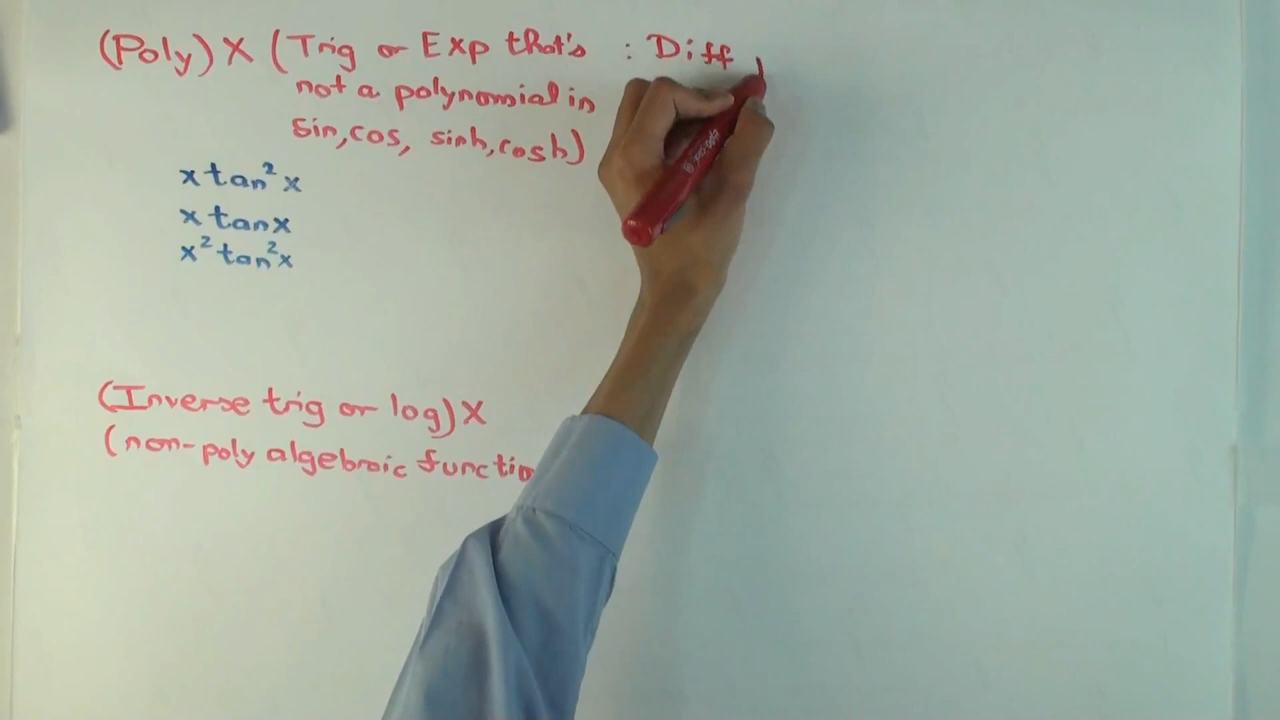 (Poly) X (Trig or Exp that's : Diff
not a polynomial in
sin, cos, sinh, cosh)
x tan² x
x tan x
x² tan² x
(Inverse trig or log) X
(non-poly algebraic